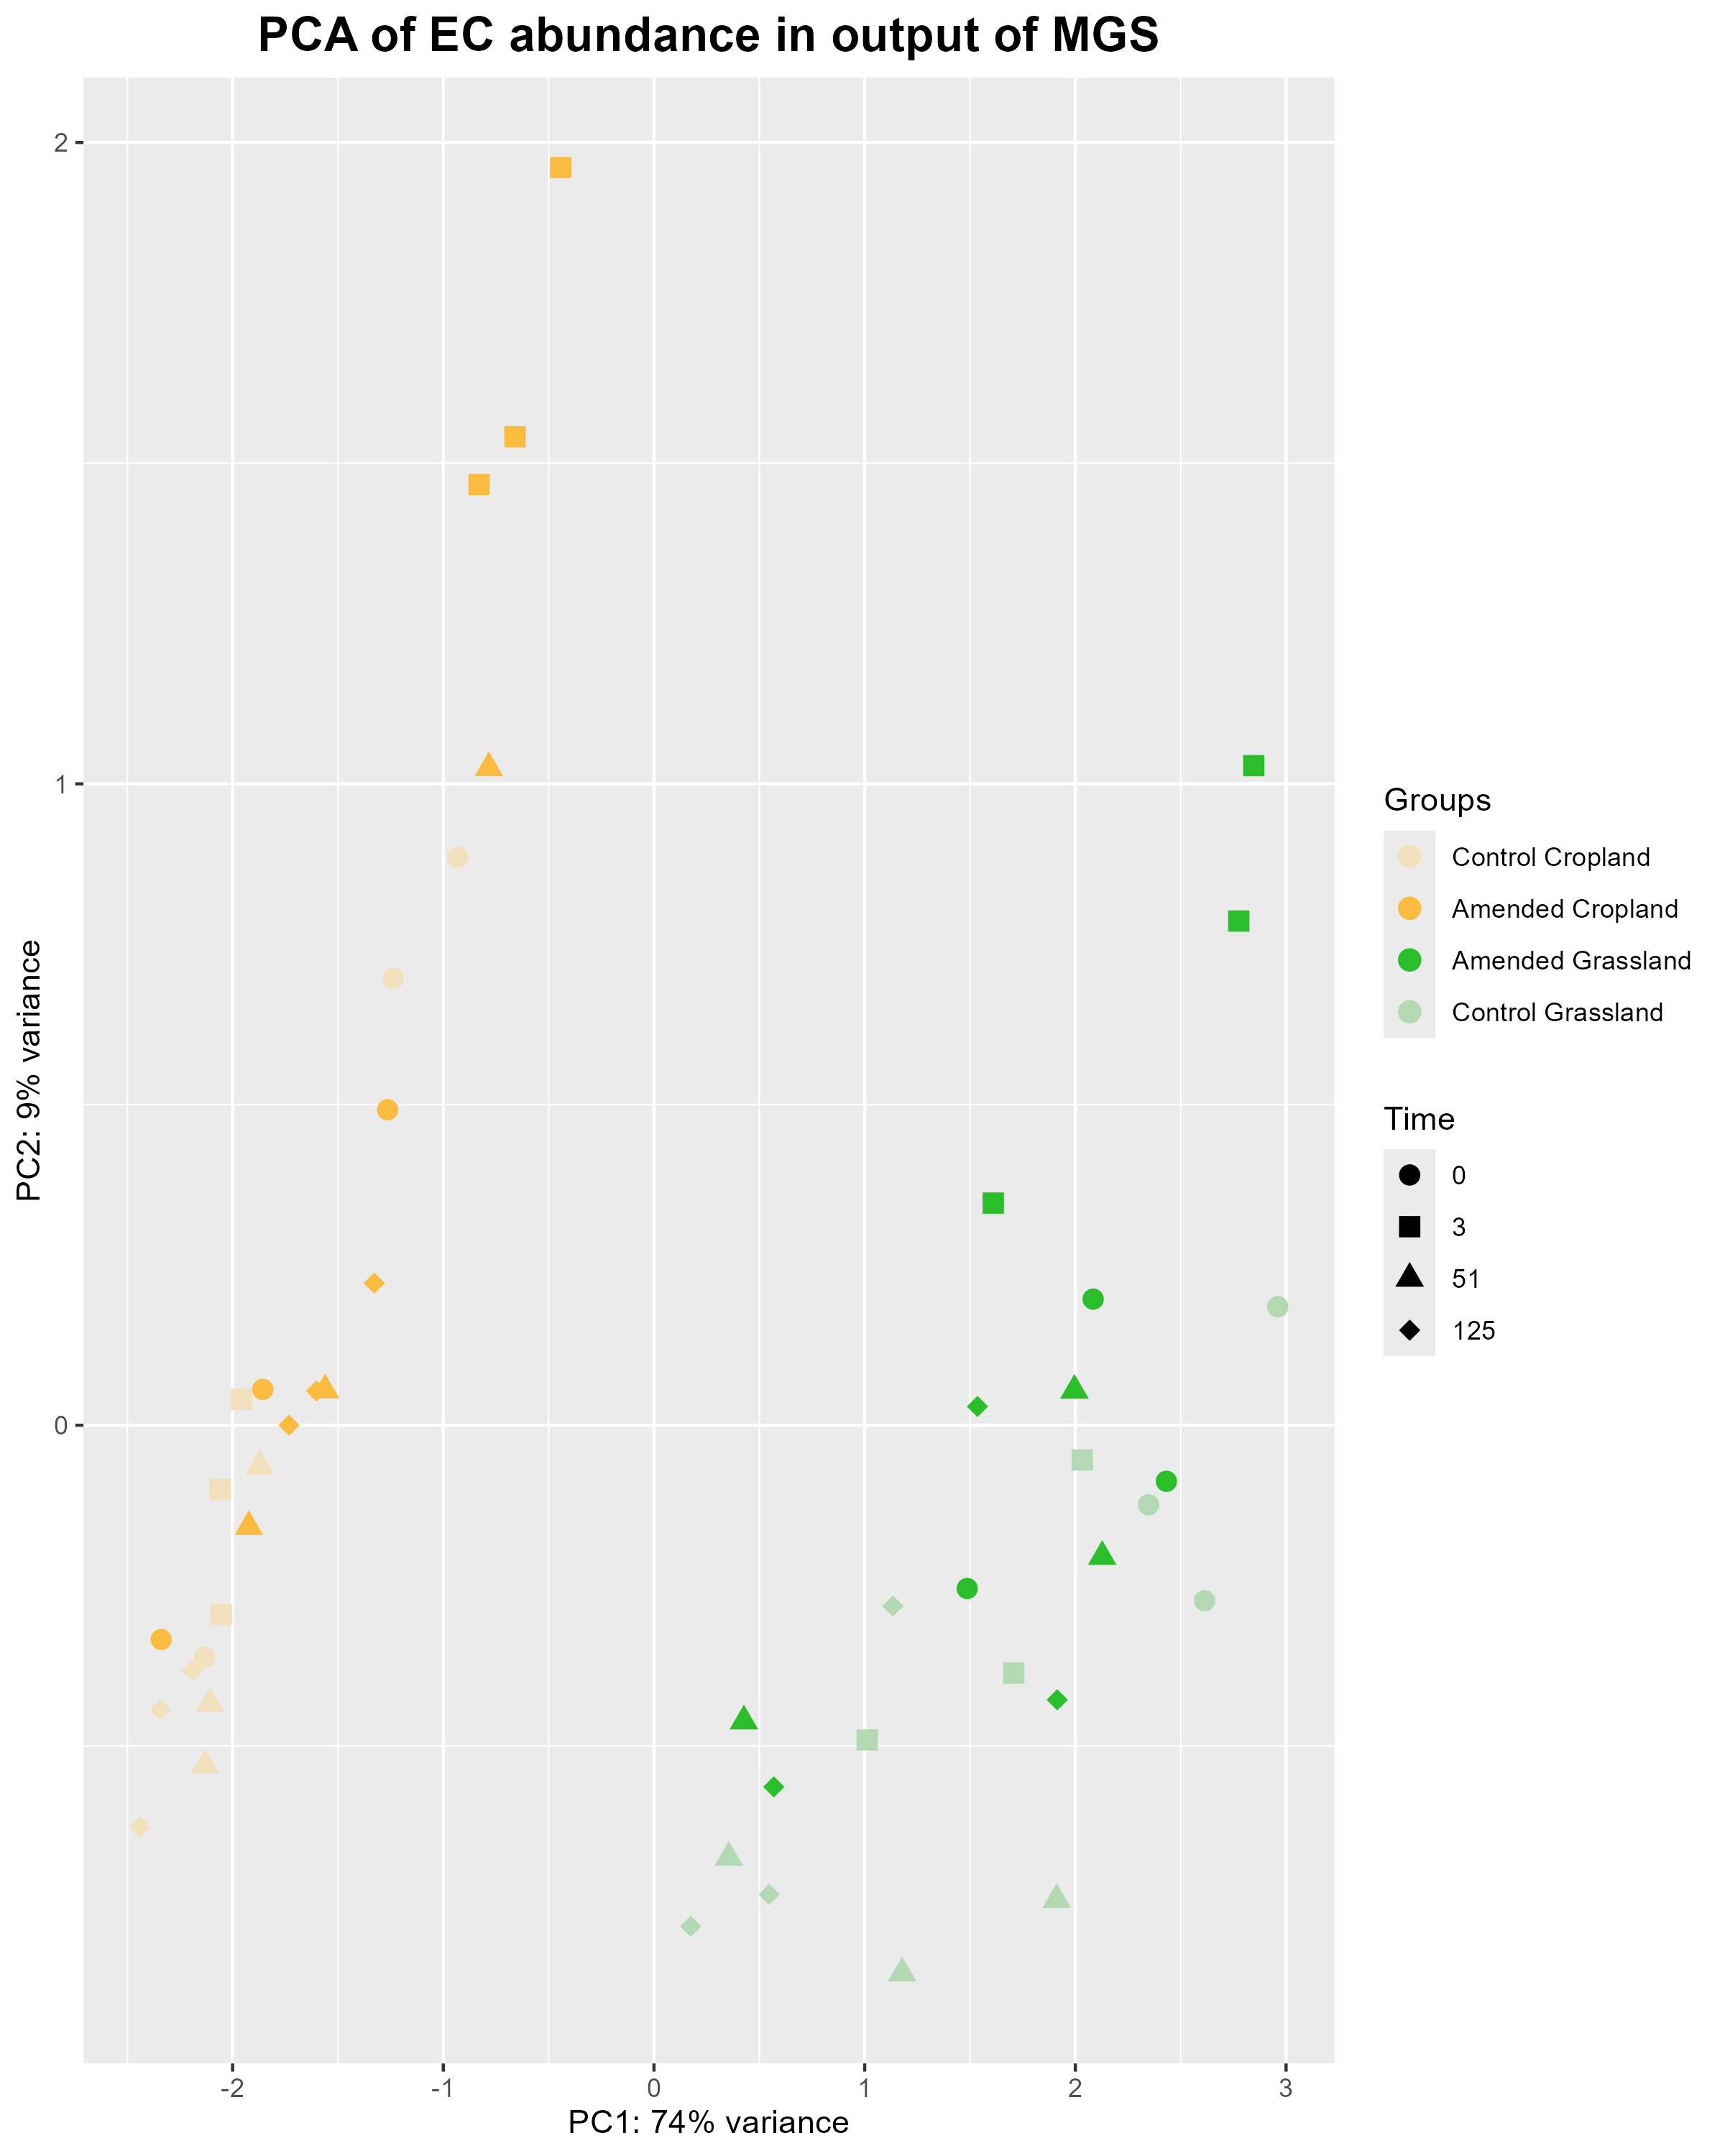 PCA of EC abundance in output of MGS
2
1
0
PC2: 9% variance
-2
-1
0
1
2
3
PC1: 74% variance
Groups
Control Cropland
Amended Cropland
Amended Grassland
Control Grassland
Time
0
3
51
125